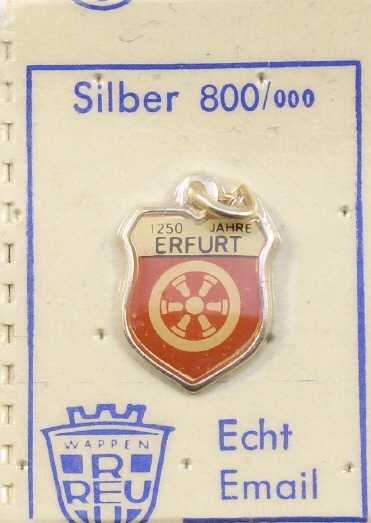 Silber 800/000
1250 JAHRE
ERFURT
WAPPEN
R
REU
U
Echt
Email